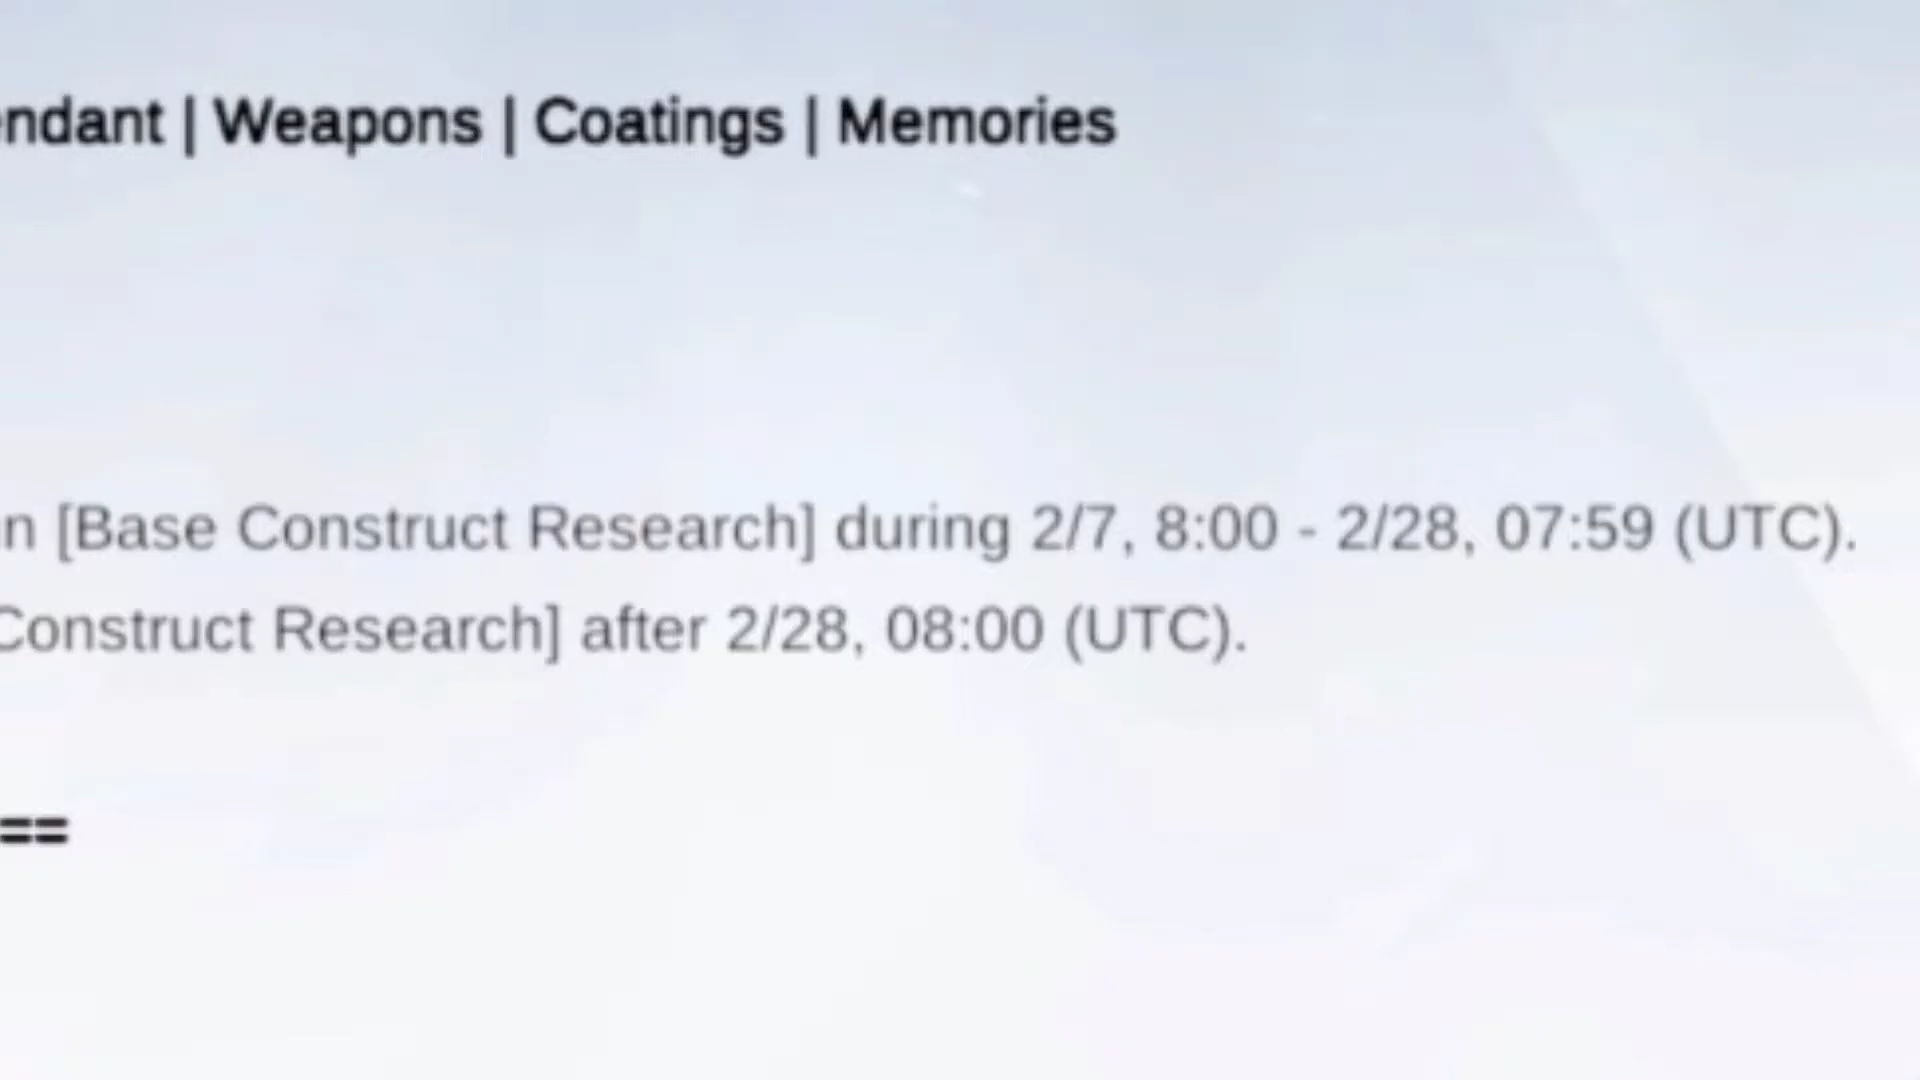 endant | Weapons | Coatings | Memories
n [Base Construct Research] during 2/7, 8:00 - 2/28, 07:59 (UTC).
Construct Research] after 2/28, 08:00 (UTC).
==